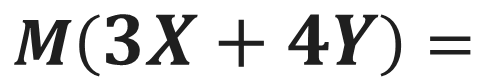 M(3X + 4Y) =